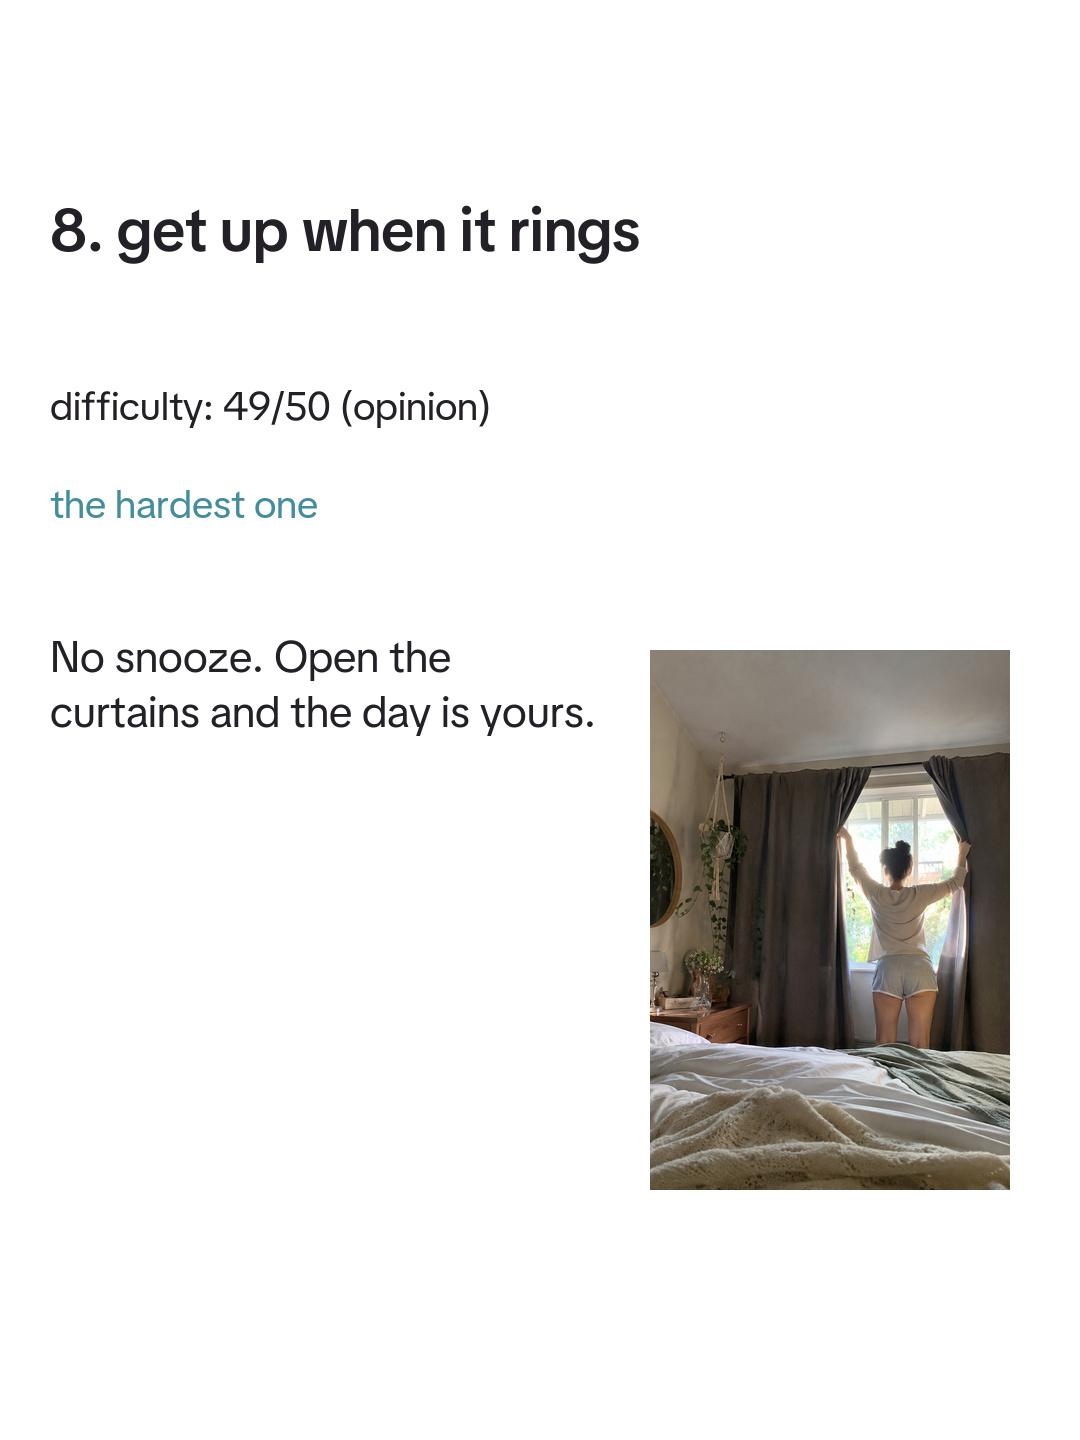 8. get up when it rings
difficulty: 49/50 (opinion)
the hardest one
No snooze. Open the
curtains and the day is yours.